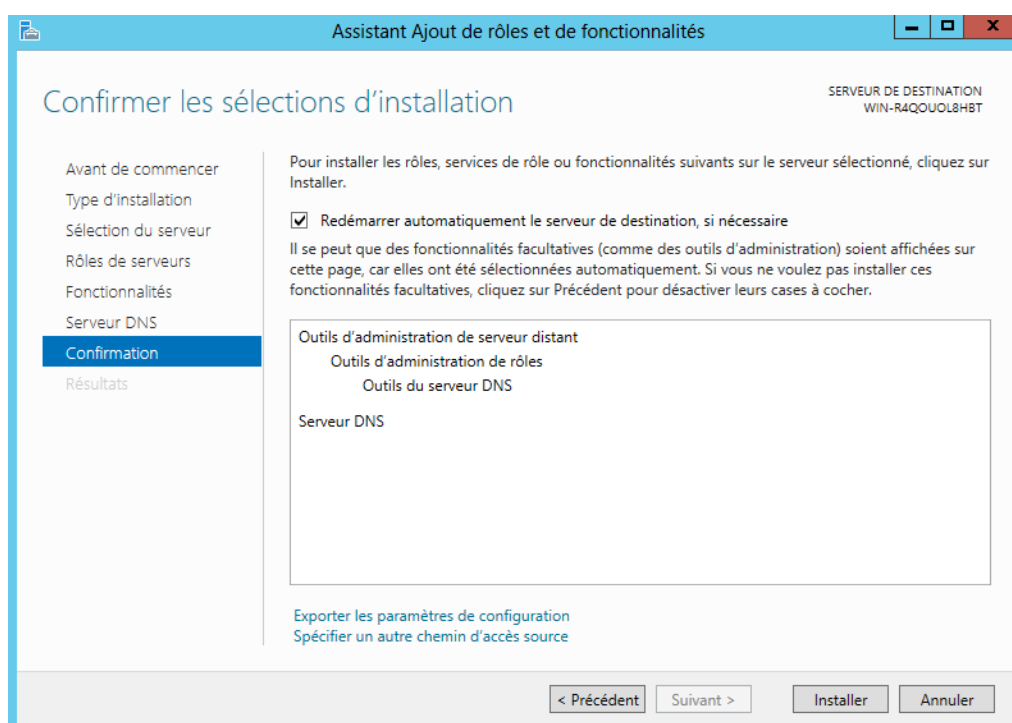 Assistant Ajout de rôles et de fonctionnalités
Confirmer les sélections d'installation
SERVEUR DE DESTINATION
WIN-R4QOUOL8HBT
Avant de commencer
Type d'installation
Sélection du serveur
Rôles de serveurs
Fonctionnalités
Serveur DNS
Confirmation
Résultats
Pour installer les rôles, services de rôle ou fonctionnalités suivants sur le serveur sélectionné, cliquez sur
Installer.
Redémarrer automatiquement le serveur de destination, si nécessaire
Il se peut que des fonctionnalités facultatives (comme des outils d'administration) soient affichées sur
cette page, car elles ont été sélectionnées automatiquement. Si vous ne voulez pas installer ces
fonctionnalités facultatives, cliquez sur Précédent pour désactiver leurs cases à cocher.
Outils d'administration de serveur distant
Outils d'administration de rôles
Outils du serveur DNS
Serveur DNS
Exporter les paramètres de configuration
Spécifier un autre chemin d'accès source
< Précédent
Suivant >
Installer
Annuler